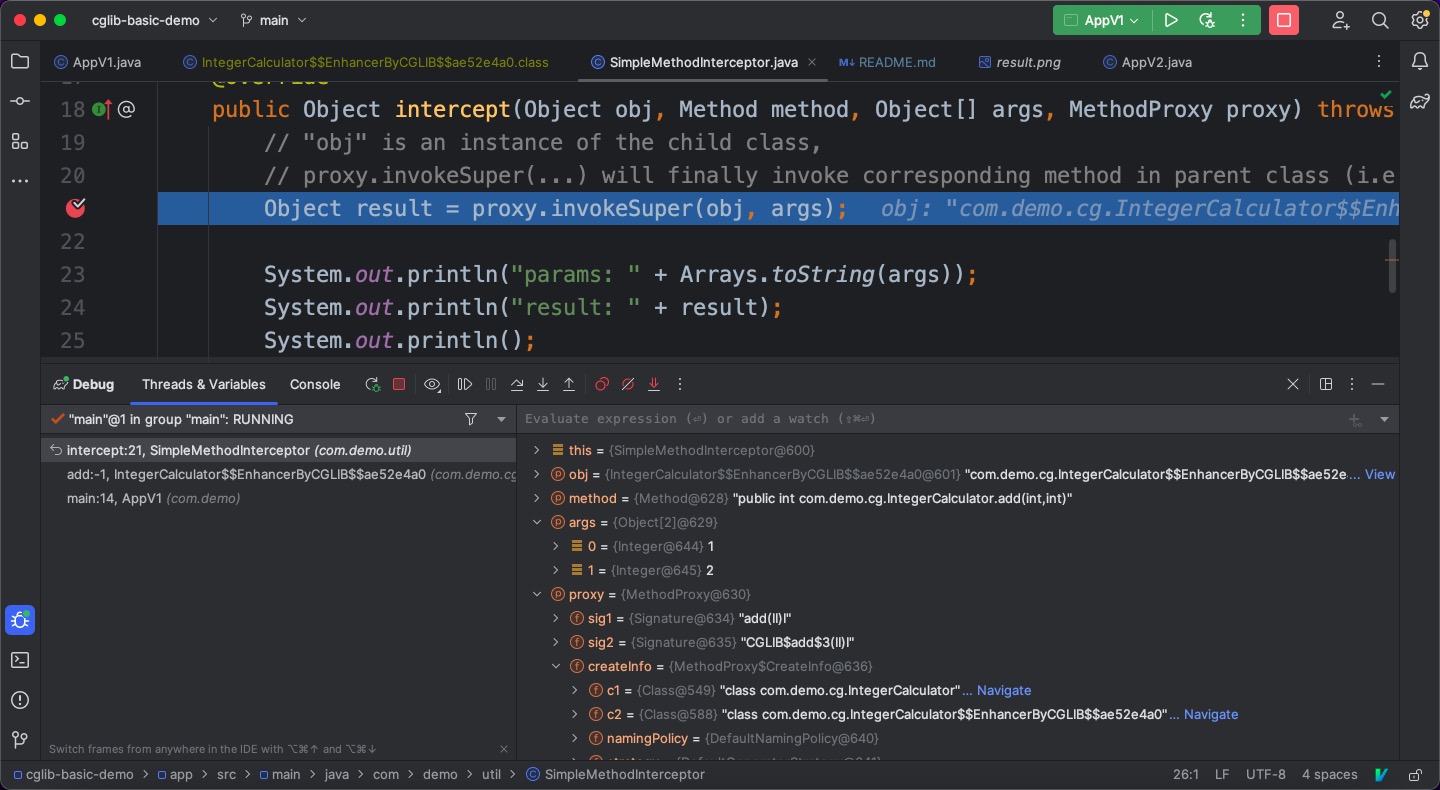 cglib-basic-demo main AppV1
AppV1.java IntegerCalculator$$EnhancerByCGLIB$$ae52e4a0.class SimpleMethodInterceptor.java README.md result.png AppV2.java
@Override
18 public Object intercept(Object obj, Method method, Object[] args, MethodProxy proxy) throws
19 // "obj" is an instance of the child class,
20 // proxy.invokeSuper(...) will finally invoke corresponding method in parent class (i.e
Object result = proxy.invokeSuper(obj, args); obj: "com.demo.cg.IntegerCalculator$$Enh
22
23 System.out.println("params: " + Arrays.toString(args));
24 System.out.println("result: " + result);
25 System.out.println();
Debug Threads & Variables Console
"main"@1 in group "main": RUNNING
Evaluate expression (⏎) or add a watch (⇧⌘⏎)
intercept:21, SimpleMethodInterceptor (com.demo.util)
add:-1, IntegerCalculator$$EnhancerByCGLIB$$ae52e4a0 (com.demo.cg
main:14, AppV1 (com.demo)
this = {SimpleMethodInterceptor@600}
obj = {IntegerCalculator$$EnhancerByCGLIB$$ae52e4a0@601} "com.demo.cg.IntegerCalculator$$EnhancerByCGLIB$$ae52e... View
method = {Method@628} "public int com.demo.cg.IntegerCalculator.add(int,int)"
args = {Object[2]@629}
0 = {Integer@644} 1
1 = {Integer@645} 2
proxy = {MethodProxy@630}
sig1 = {Signature@634} "add(II)I"
sig2 = {Signature@635} "CGLIB$add$3(II)I"
createInfo = {MethodProxy$CreateInfo@636}
c1 = {Class@549} "class com.demo.cg.IntegerCalculator"... Navigate
c2 = {Class@588} "class com.demo.cg.IntegerCalculator$$EnhancerByCGLIB$$ae52e4a0"... Navigate
namingPolicy = {DefaultNamingPolicy@640}
Switch frames from anywhere in the IDE with ⌥⌘↑ and ⌥⌘↓
cglib-basic-demo > app > src > main > java > com > demo > util > SimpleMethodInterceptor 26:1 LF UTF-8 4 spaces